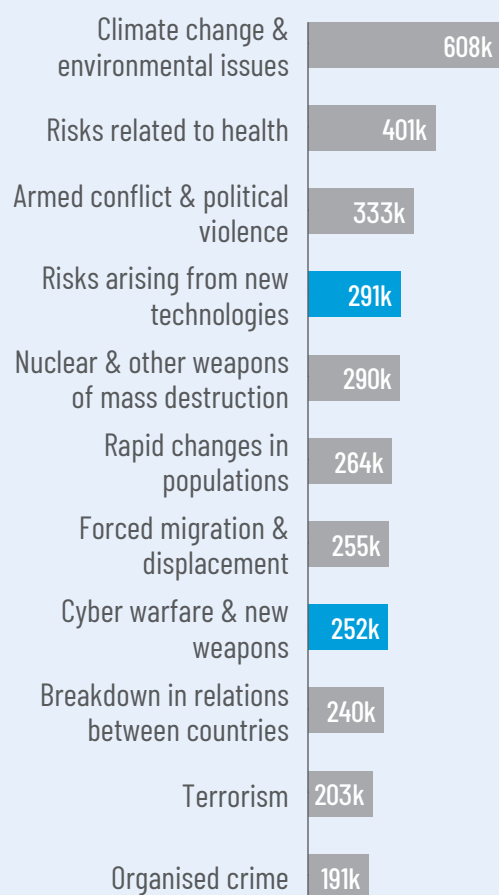 Climate change &
environmental issues
608k
Risks related to health
401k
Armed conflict & political
violence
333k
Risks arising from new
technologies
291k
Nuclear & other weapons
of mass destruction
290k
Rapid changes in
populations
264k
Forced migration &
displacement
255k
Cyber warfare & new
weapons
252k
Breakdown in relations
between countries
240k
Terrorism
203k
Organised crime
191k